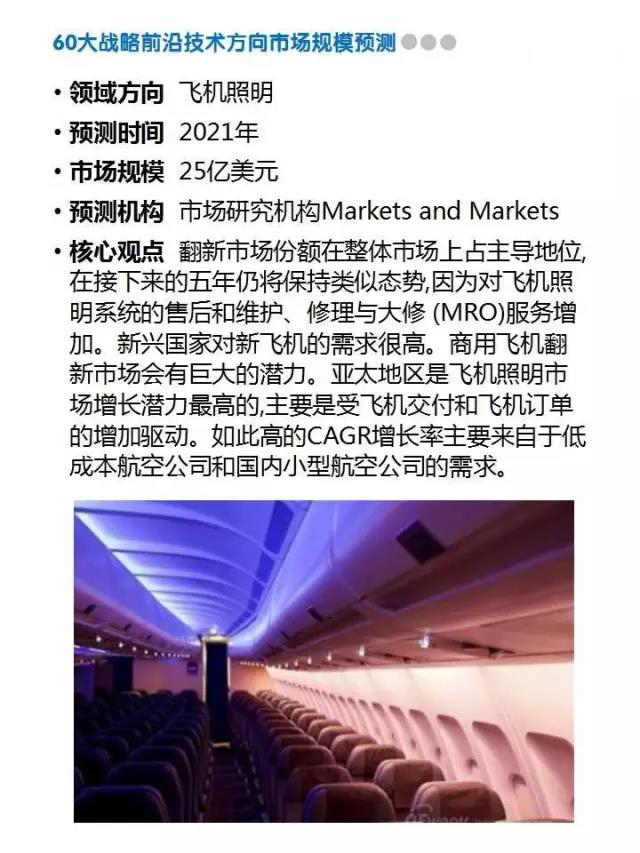 60大战略前沿技术方向市场规模预测
• 领域方向 飞机照明
• 预测时间 2021年
• 市场规模 25亿美元
• 预测机构 市场研究机构Markets and Markets
• 核心观点 翻新市场份额在整体市场上占主导地位,
在接下来的五年仍将保持类似态势,因为对飞机照
明系统的售后和维护、修理与大修 (MRO)服务增
加。新兴国家对新飞机的需求很高。商用飞机翻
新市场会有巨大的潜力。亚太地区是飞机照明市
场增长潜力最高的,主要是受飞机交付和飞机订单
的增加驱动。如此高的CAGR增长率主要来自于低
成本航空公司和国内小型航空公司的需求。